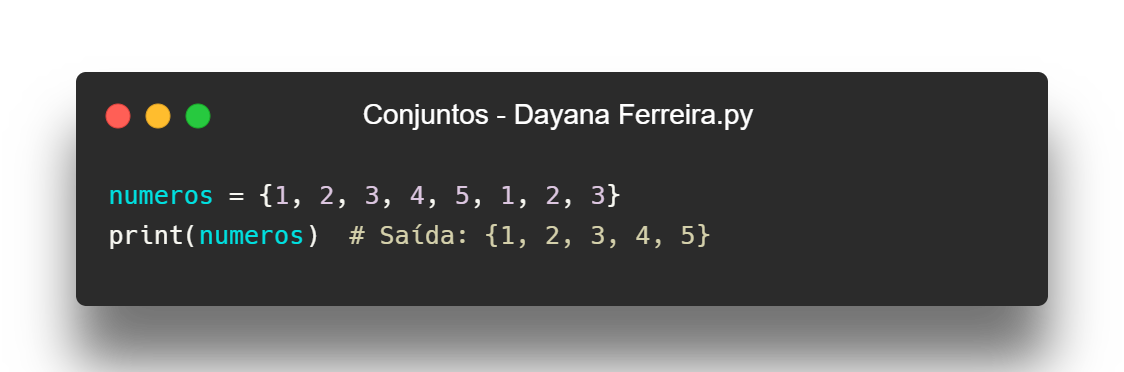 Conjuntos - Dayana Ferreira.py
numeros = {1, 2, 3, 4, 5, 1, 2, 3}
print(numeros)  # Saída: {1, 2, 3, 4, 5}